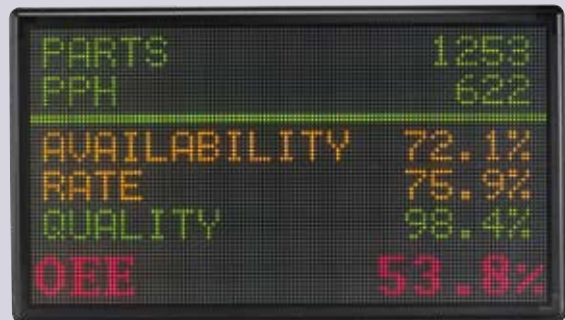 PARTS 1253
PPH 622
AVAILABILITY 72.1%
RATE 75.9%
QUALITY 98.4%
OEE 53.8%